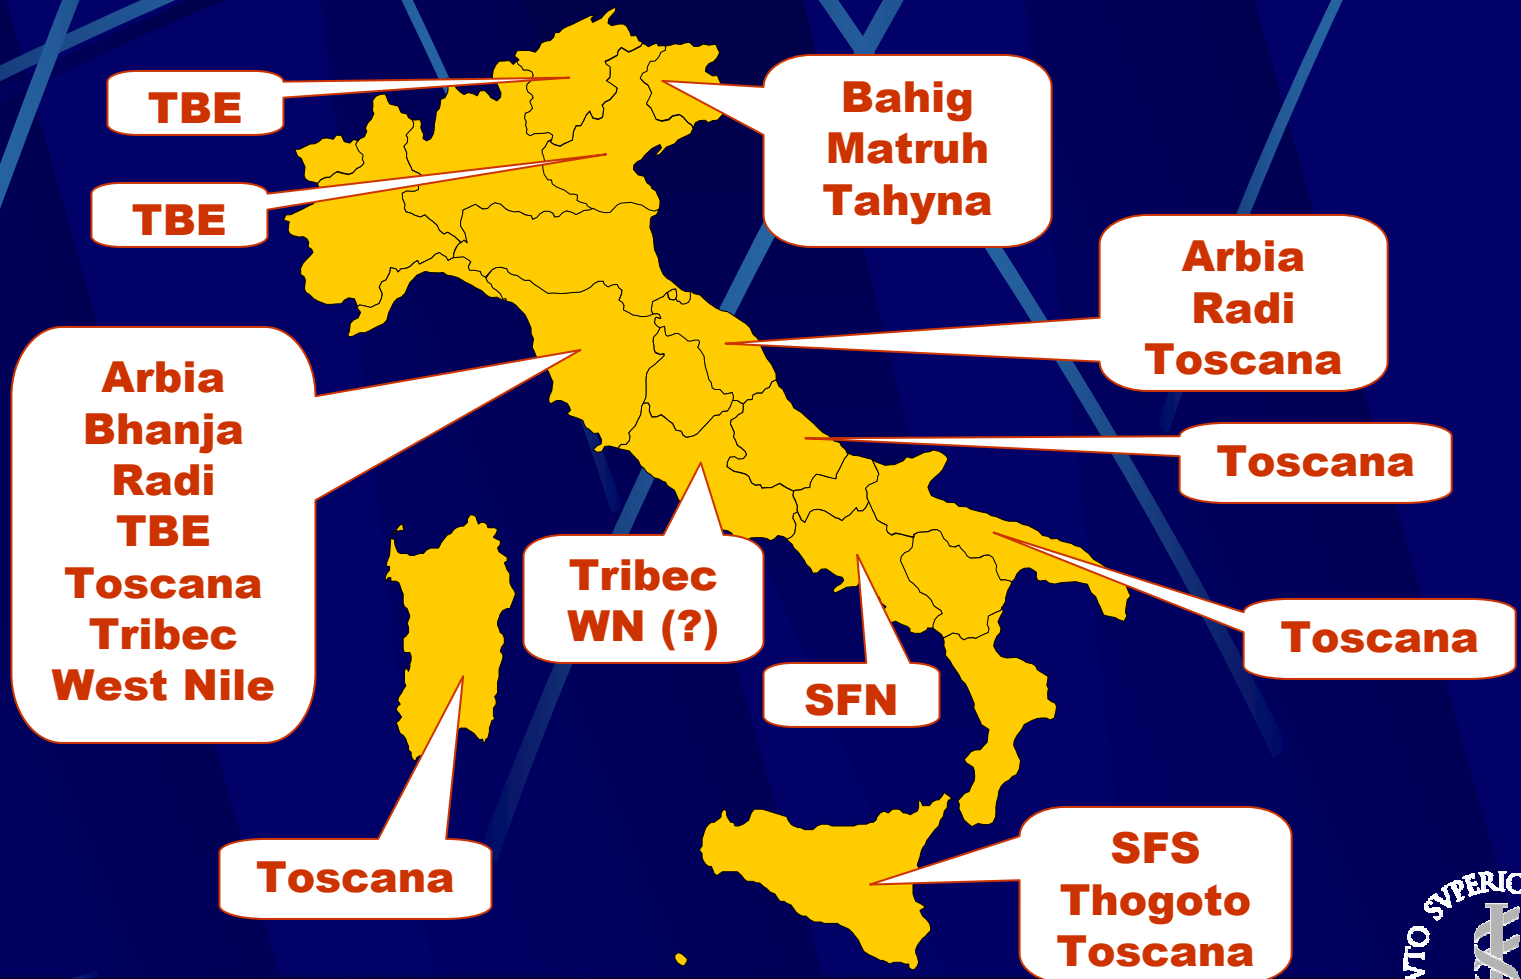 TBE
Bahig
Matruh
Tahyna
TBE
Arbia
Radi
Toscana
Arbia
Bhanja
Radi
TBE
Toscana
Tribec
West Nile
Toscana
Tribec
WN (?)
Toscana
SFN
Toscana
SFS
Thogoto
Toscana